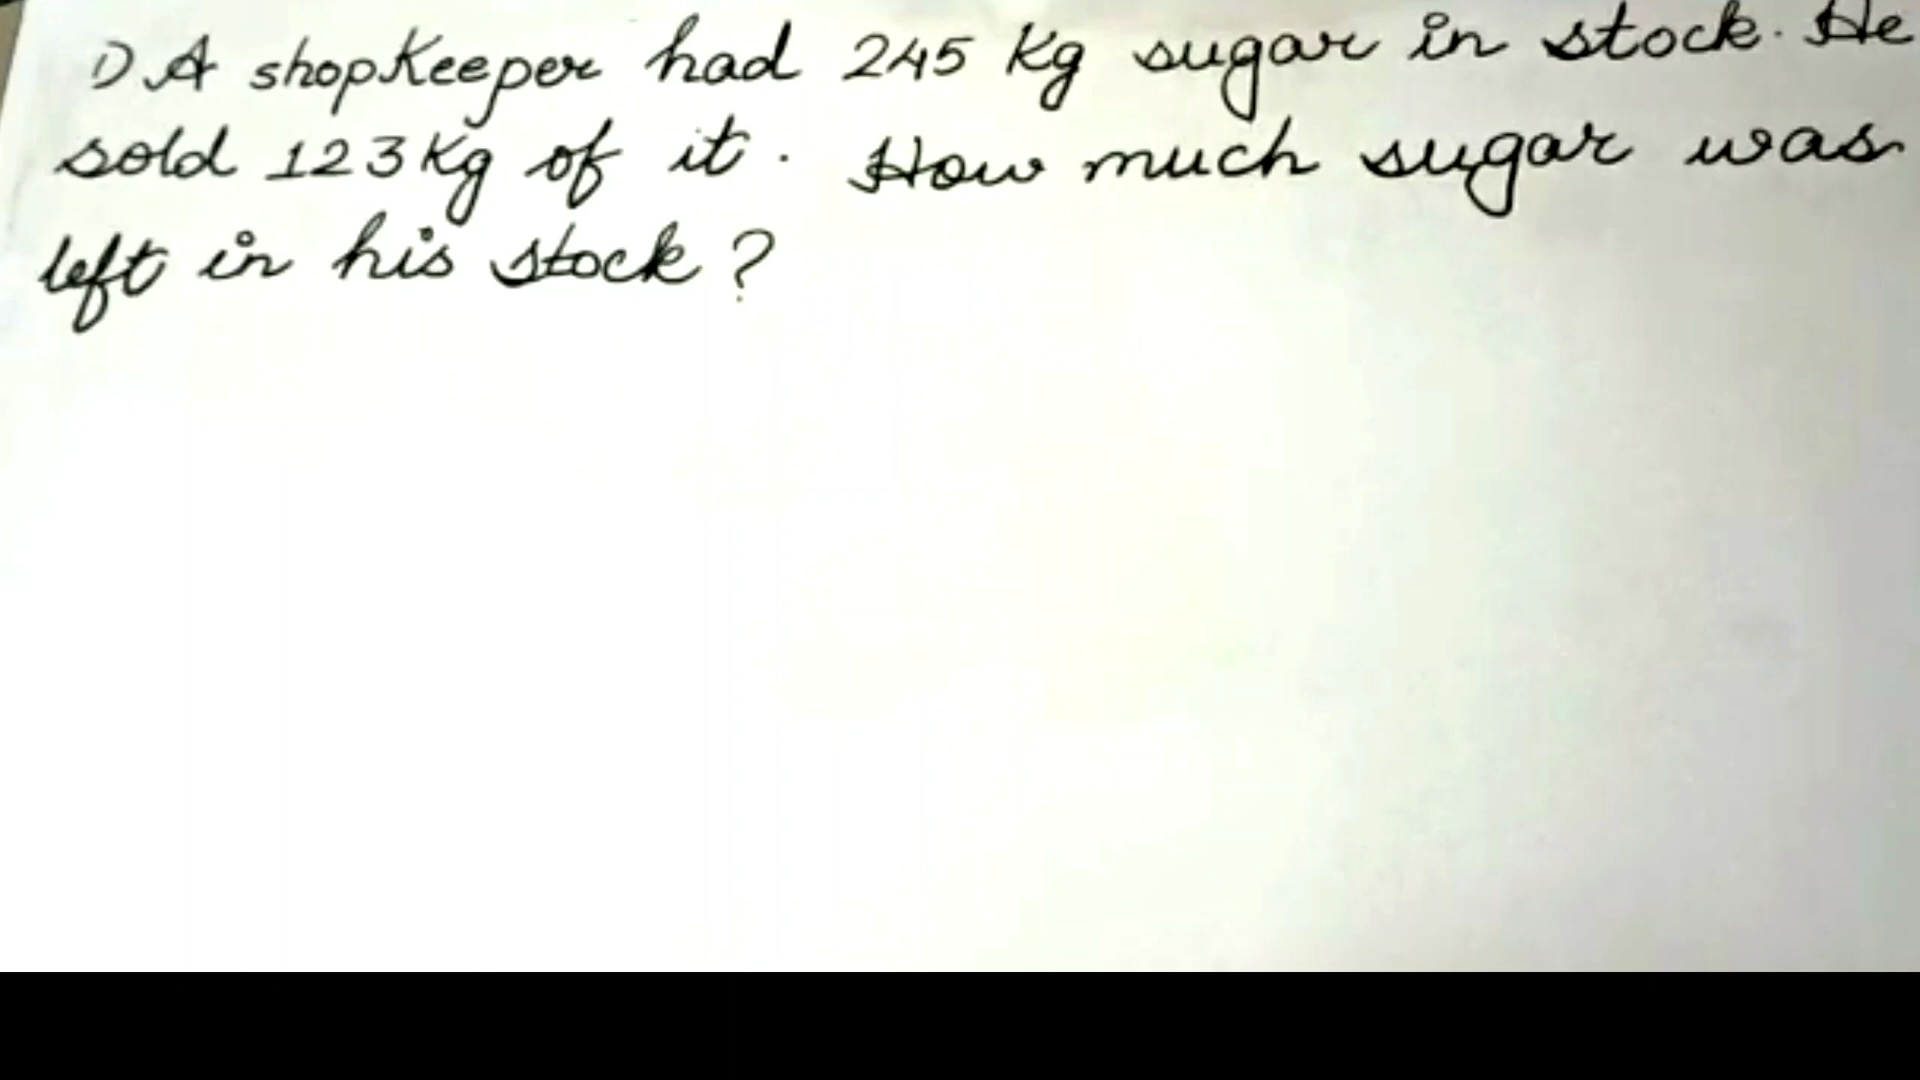 1) A shopkeeper had 245 Kg sugar in stock. He
sold 123 Kg of it. How much sugar was
left in his stock?